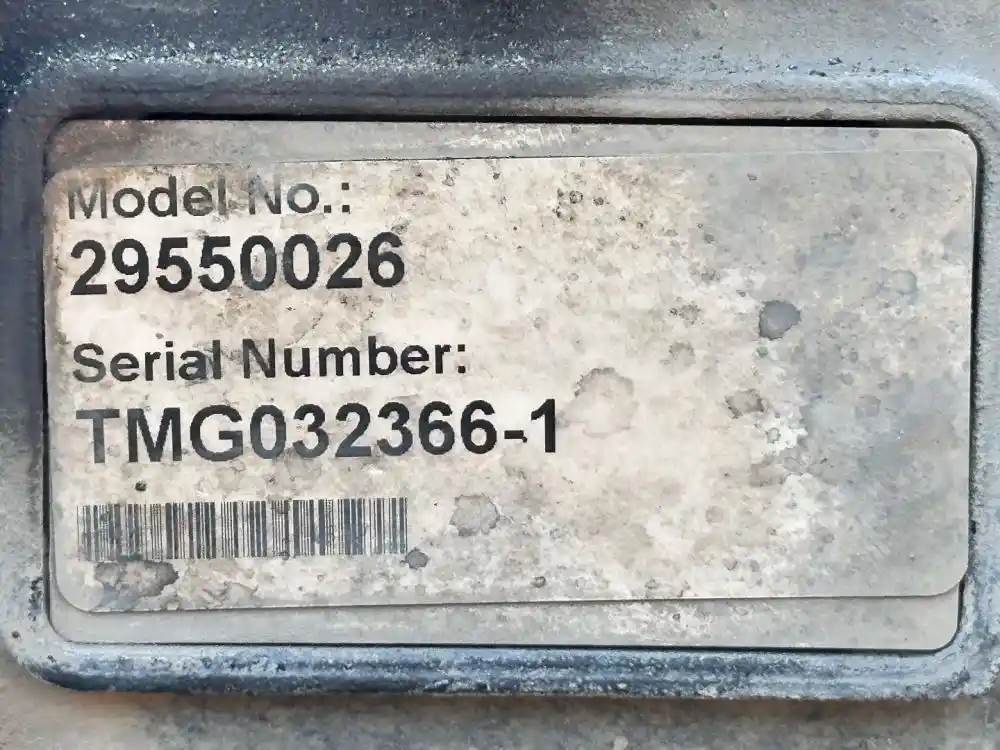 Model No.:
29550026
Serial Number:
TMG032366-1